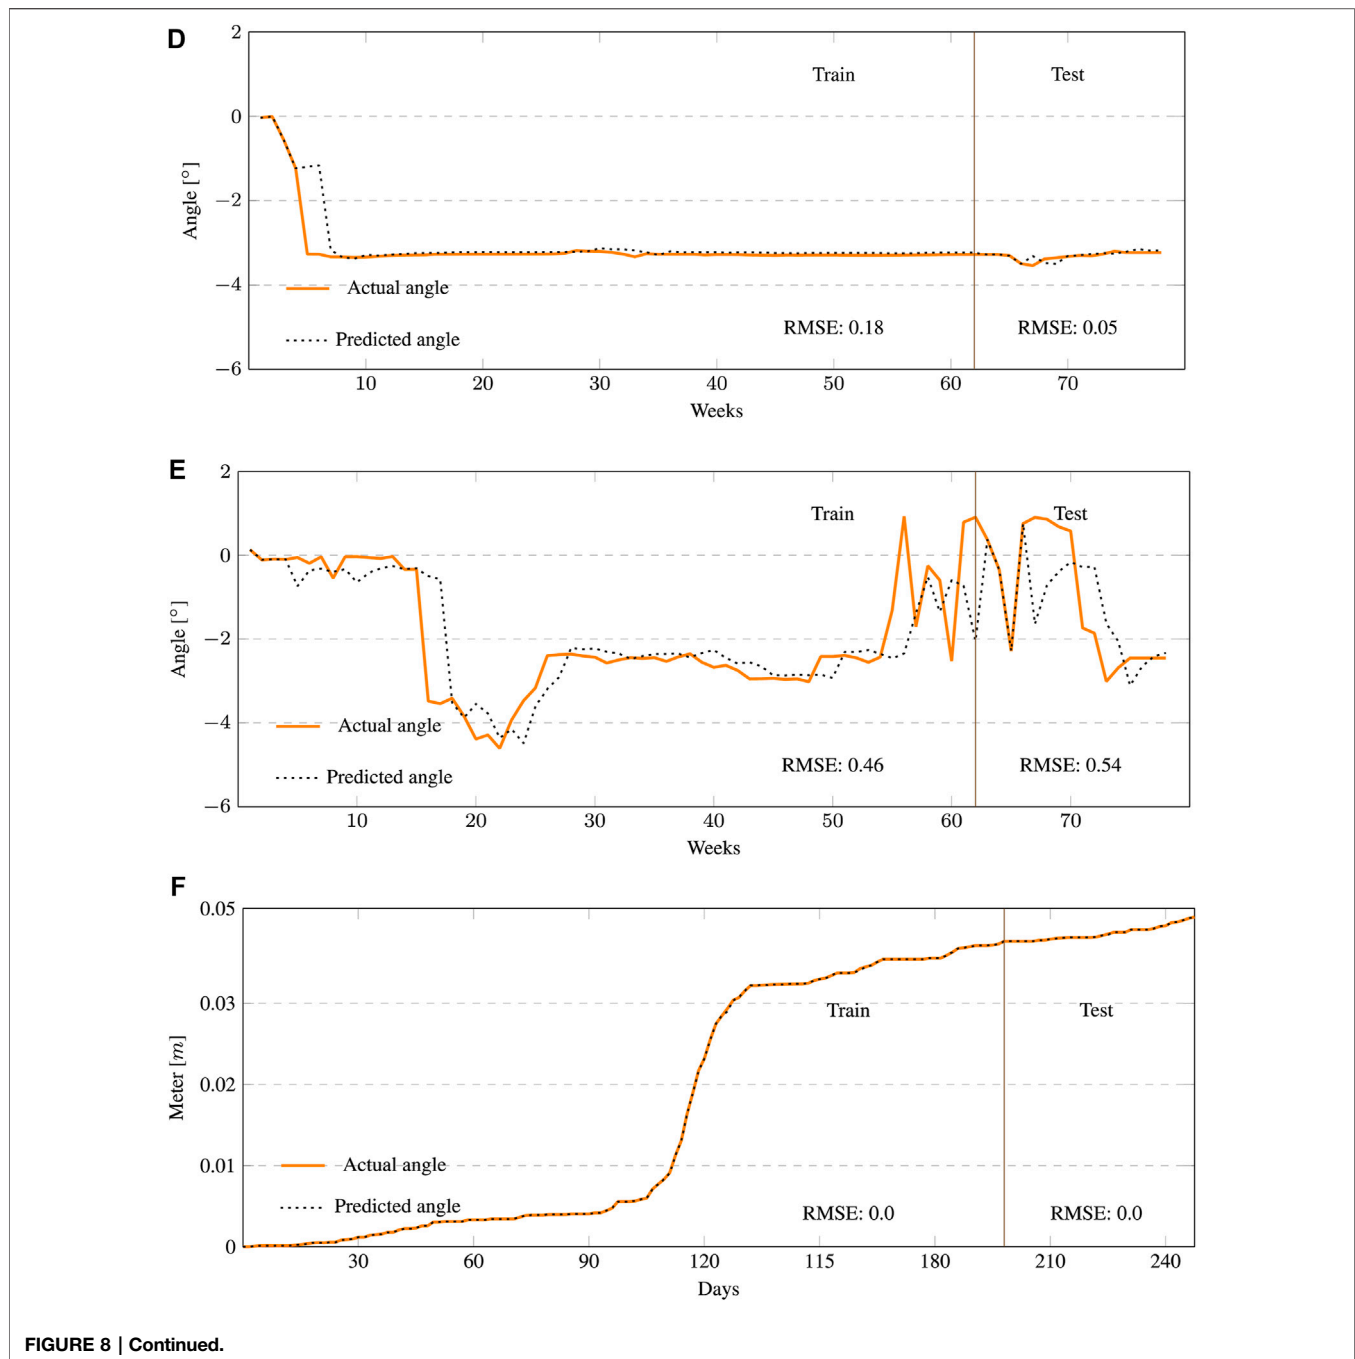 D
2
0
−2
−4
−6
Angle [°]
Train
Test
Actual angle
Predicted angle
RMSE: 0.18
RMSE: 0.05
10
20
30
40
50
60
70
Weeks
E
2
0
−2
−4
−6
Angle [°]
Train
Test
Actual angle
Predicted angle
RMSE: 0.46
RMSE: 0.54
10
20
30
40
50
60
70
Weeks
F
0.05
0.03
0.02
0.01
0
Meter [m]
Train
Test
Actual angle
Predicted angle
RMSE: 0.0
RMSE: 0.0
30
60
90
120
115
180
210
240
Days
FIGURE 8 | Continued.